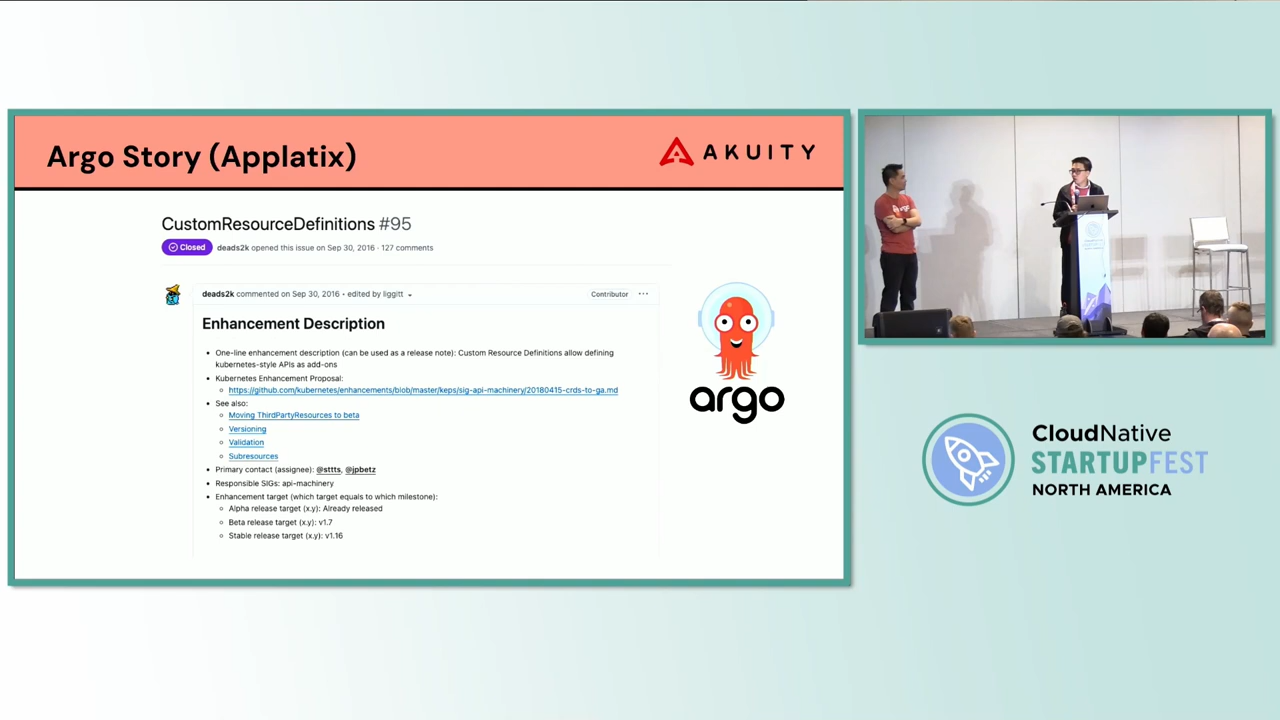 Argo Story (Applatix)
AKUITY
CustomResourceDefinitions #95
Closed
deads2k opened this issue on Sep 30, 2016 · 127 comments
deads2k commented on Sep 30, 2016 • edited by liggitt
Contributor
Enhancement Description
• One-line enhancement description (can be used as a release note): Custom Resource Definitions allow defining
kubernetes-style APIs as add-ons
• Kubernetes Enhancement Proposal:
https://github.com/kubernetes/enhancements/blob/master/keps/sig-api-machinery/20180415-crds-to-ga.md
• See also:
Moving ThirdPartyResources to beta
Versioning
Validation
Subresources
• Primary contact (assignee): @sttts, @jpbetz
• Responsible SIGs: api-machinery
• Enhancement target (which target equals to which milestone):
Alpha release target (x.y): Already released
Beta release target (x.y): v1.7
Stable release target (x.y): v1.16
argo
CloudNative
STARTUPFEST
NORTH AMERICA